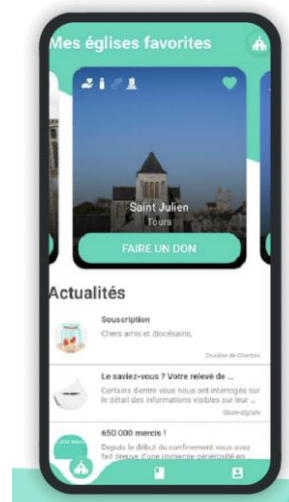 Mes églises favorites
Saint Julien
Tours
FAIRE UN DON
Actualités
Souscription
Chers amis et diocésains,
Diocèse de Chartres
Le saviez-vous ? Votre relevé de ...
Certains d'entre vous nous ont interrogés sur
le détail des informations visibles sur leur ...
Obole-digitale
650 000 mercis !
Depuis le début du confinement vous avez
fait preuve d'une immense générosité en